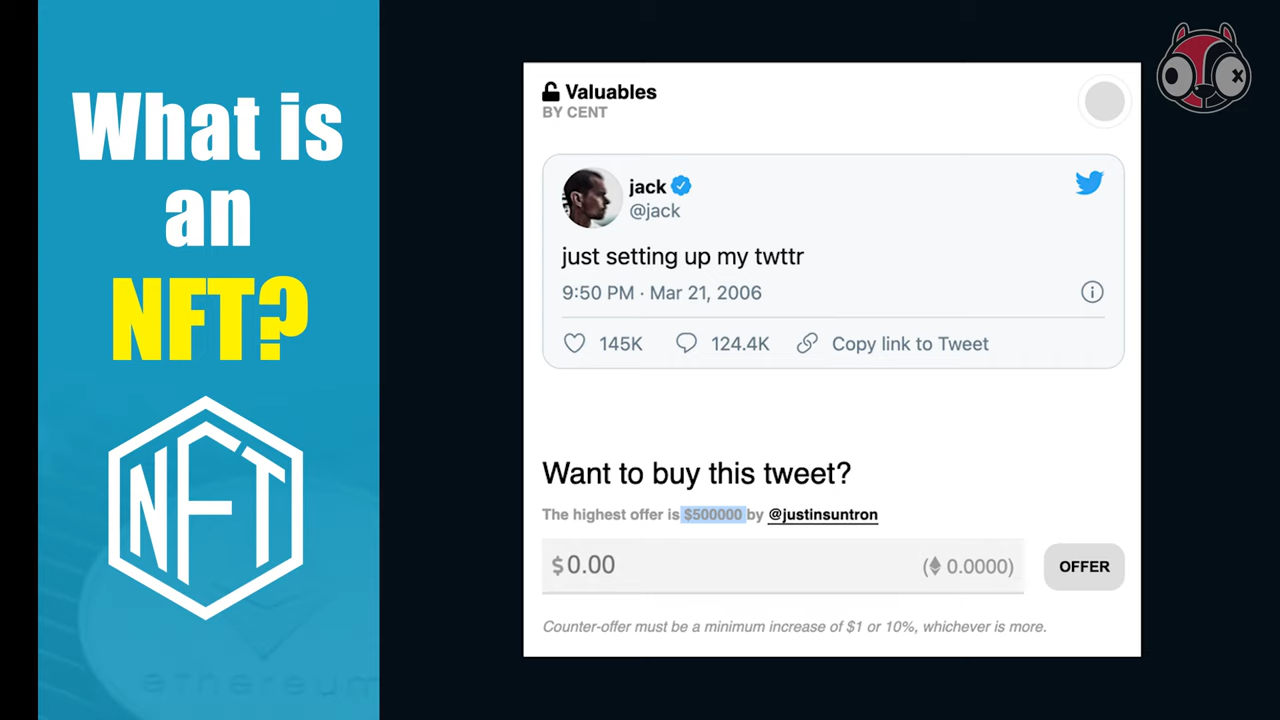 What is
an
NFT?
NFT
ethereum
Valuables
BY CENT
jack
@jack
just setting up my twttr
9:50 PM · Mar 21, 2006
145K 124.4K Copy link to Tweet
Want to buy this tweet?
The highest offer is $500000 by @justinsuntron
$0.00 (0.0000)
OFFER
Counter-offer must be a minimum increase of $1 or 10%, whichever is more.